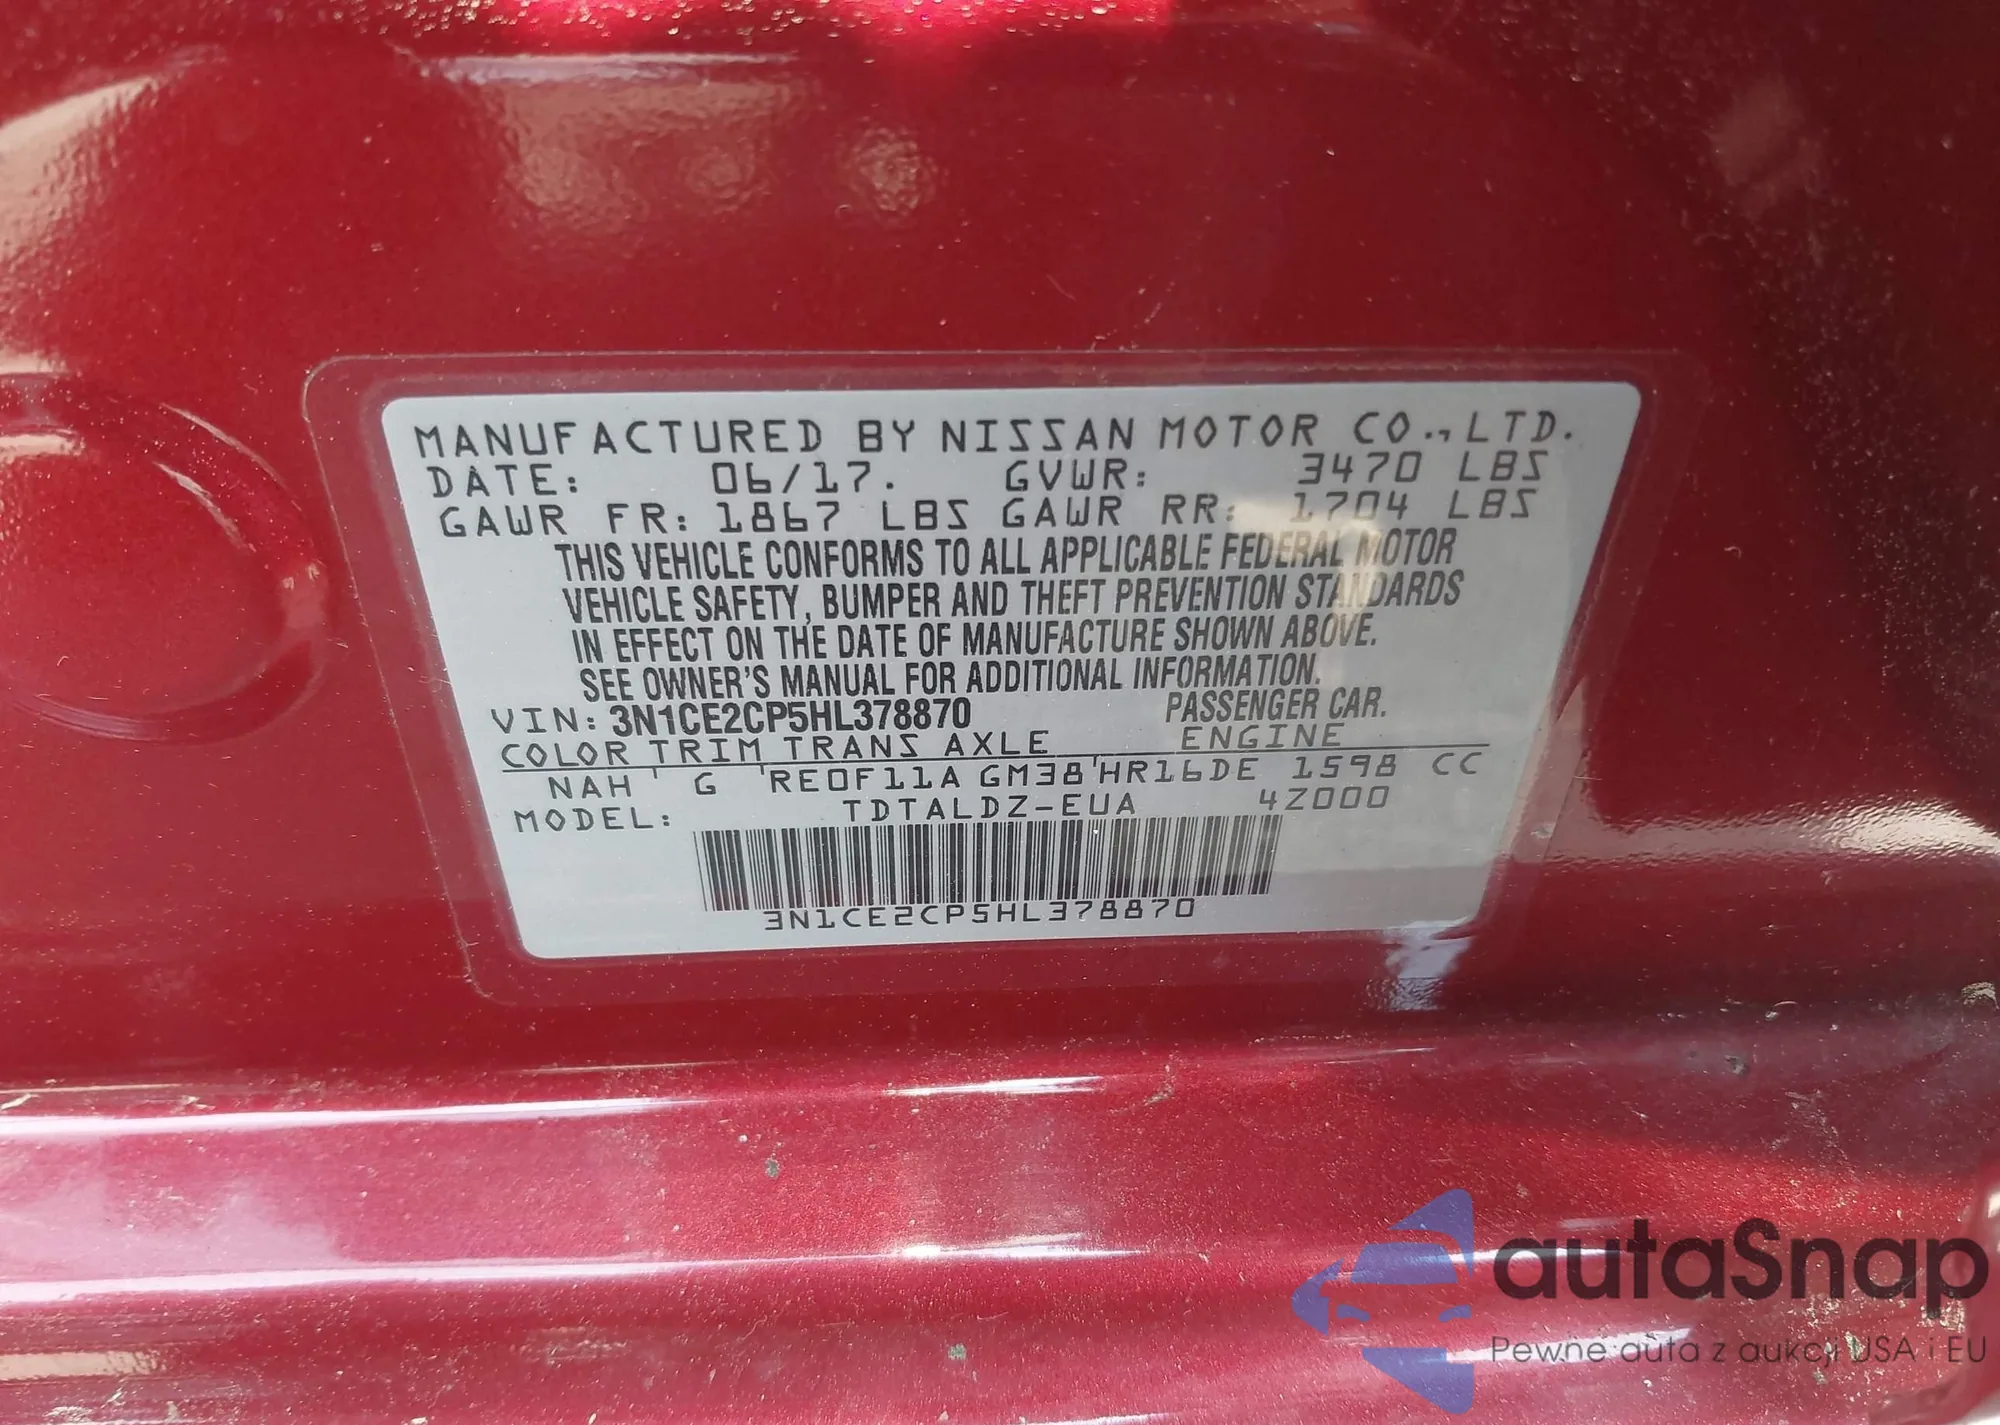 MANUFACTURED BY NISSAN MOTOR CO., LTD.
DATE: 06/17. GVWR: 3470 LBS
GAWR FR: 1867 LBS GAWR RR: 1704 LBS
THIS VEHICLE CONFORMS TO ALL APPLICABLE FEDERAL MOTOR
VEHICLE SAFETY, BUMPER AND THEFT PREVENTION STANDARDS
IN EFFECT ON THE DATE OF MANUFACTURE SHOWN ABOVE.
SEE OWNER'S MANUAL FOR ADDITIONAL INFORMATION.
VIN: 3N1CE2CP5HL378870 PASSENGER CAR.
COLOR TRIM TRANS AXLE ENGINE
NAH ' G 'RE0F11A GM38'HR16DE 1598 CC
MODEL: TDTALDZ-EUA 4Z000
3N1CE2CP5HL378870
autaSnap
Pewne auta z aukcji USA i EU